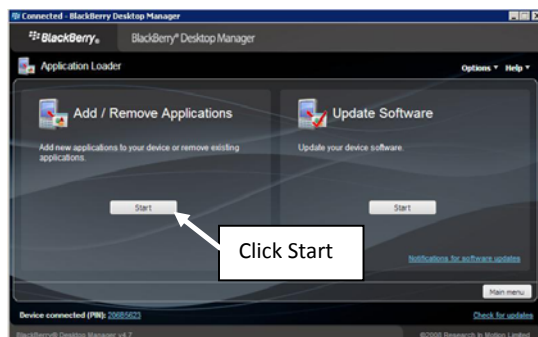 Connected - BlackBerry Desktop Manager
BlackBerry® BlackBerry® Desktop Manager
Application Loader Options Help
Add / Remove Applications
Add new applications to your device or remove existing
applications.
Start
Update Software
Update your device software.
Start
Click Start
Notifications for software updates
Main menu
Device connected (PIN): 20685623 Check for updates
BlackBerry® Desktop Manager v4.7 ©2008 Research In Motion Limited